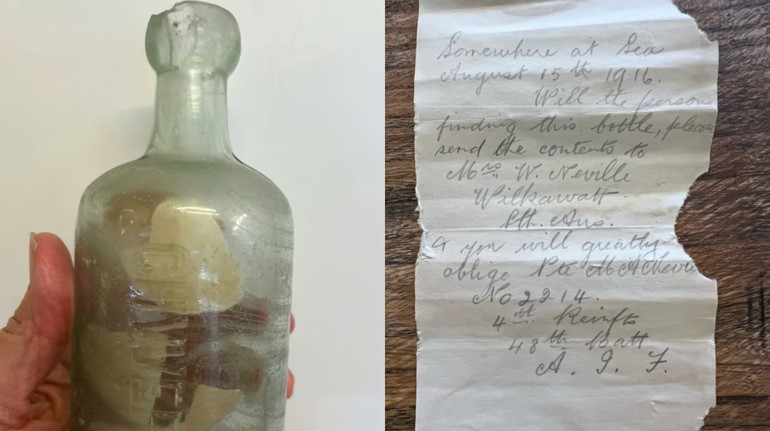 Somewhere at Sea
August 15th 1916.
Will the person
finding this bottle, please
send the contents to
Mrs W. Neville
Wilkawatt.
Sth. Aus.
& you will greatly
oblige Pte M A Neville
No 2214.
4th Reinfts
48th Batt
A. I. F.